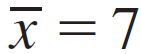 x̅ = 7